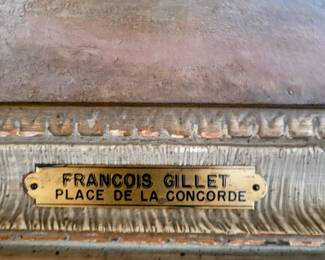 FRANCOIS GILLET
PLACE DE LA CONCORDE